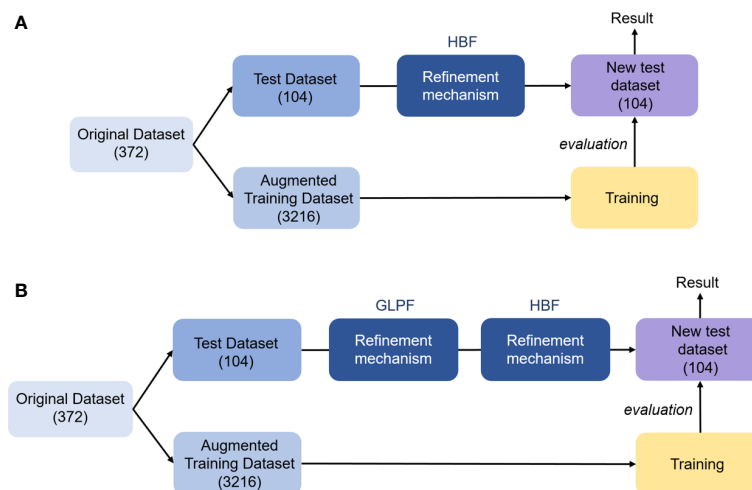 A
Result
HBF
Test Dataset
(104)
Refinement
mechanism
New test
dataset
(104)
Original Dataset
(372)
evaluation
Augmented
Training Dataset
(3216)
Training
B
Result
GLPF
HBF
Test Dataset
(104)
Refinement
mechanism
Refinement
mechanism
New test
dataset
(104)
Original Dataset
(372)
evaluation
Augmented
Training Dataset
(3216)
Training